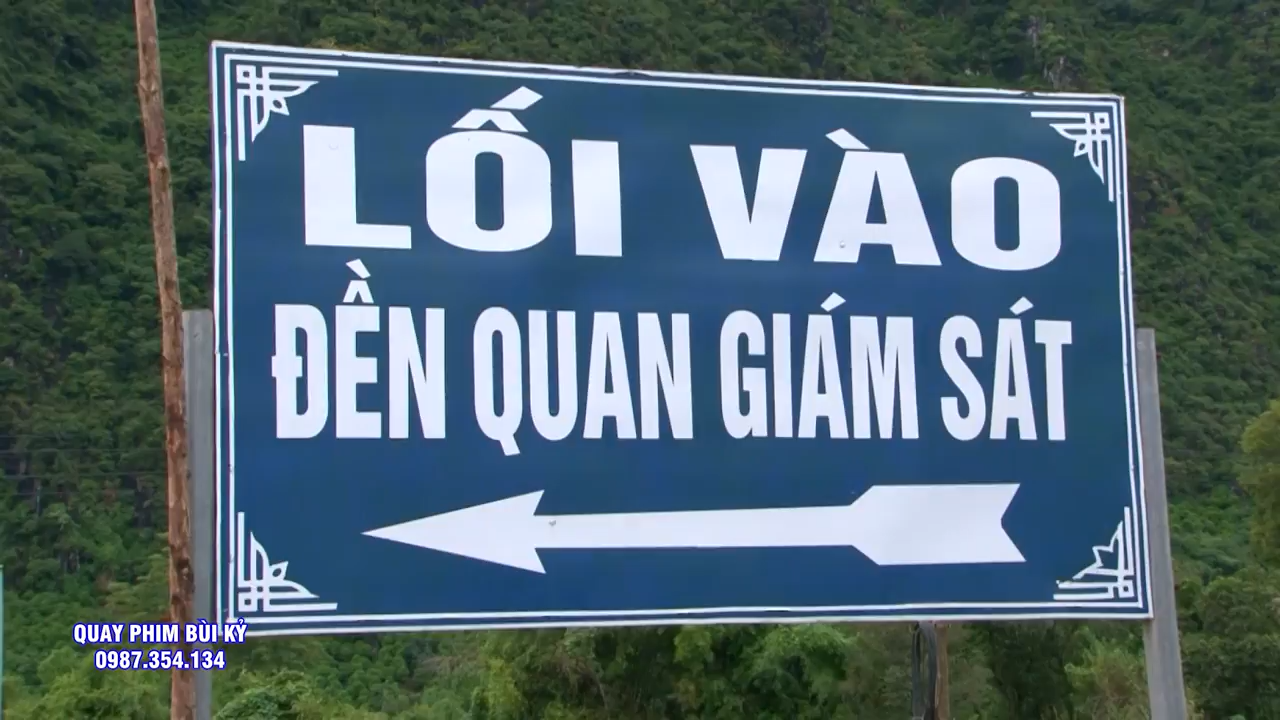 LỐI VÀO
ĐỀN QUAN GIÁM SÁT
QUAY PHIM BÙI KỶ
0987.354.134